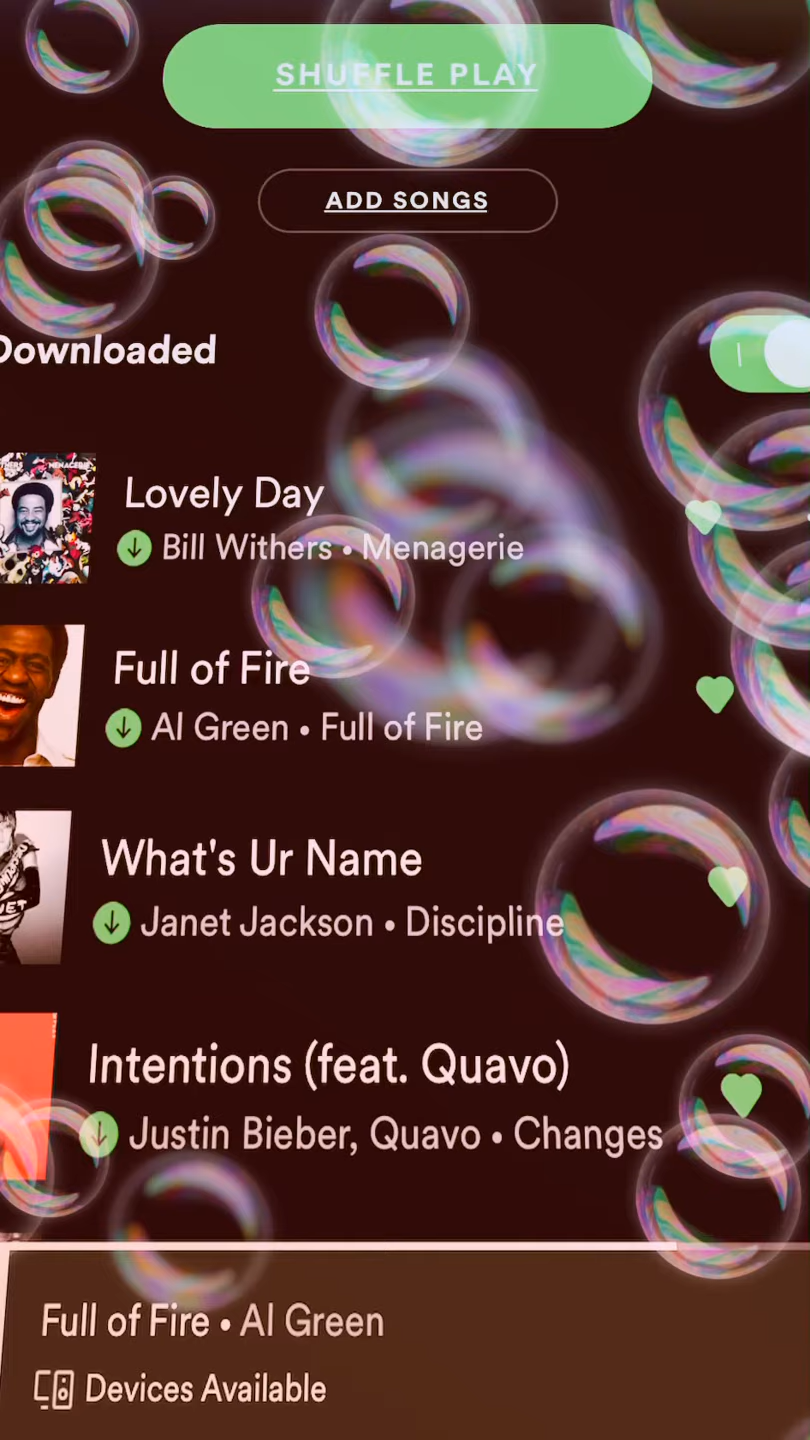 SHUFFLE PLAY
ADD SONGS
Downloaded
MENAGERIE
Lovely Day
Bill Withers • Menagerie
Full of Fire
Al Green • Full of Fire
What's Ur Name
Janet Jackson • Discipline
Intentions (feat. Quavo)
Justin Bieber, Quavo • Changes
Full of Fire • Al Green
Devices Available